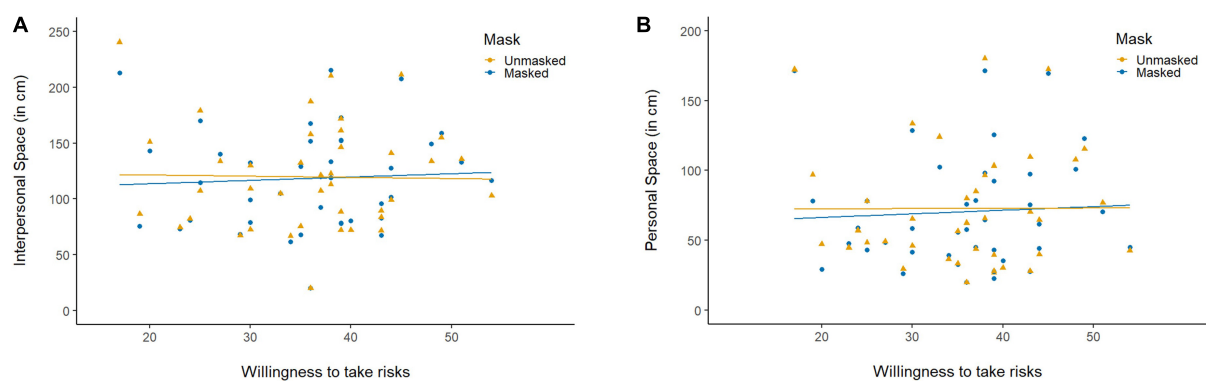 A
Interpersonal Space (in cm)
250
200
150
100
50
0
20
30
40
50
Willingness to take risks
Mask
Unmasked
Masked
B
Personal Space (in cm)
200
150
100
50
0
20
30
40
50
Willingness to take risks
Mask
Unmasked
Masked